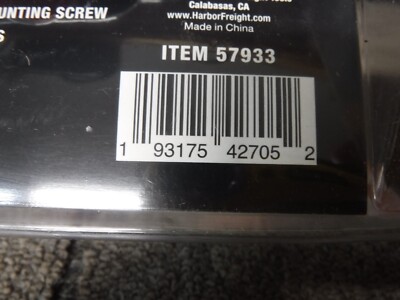 UNTING SCREW
Calabasas, CA
www.HarborFreight.com
Made in China
ITEM 57933
1 93175 42705 2